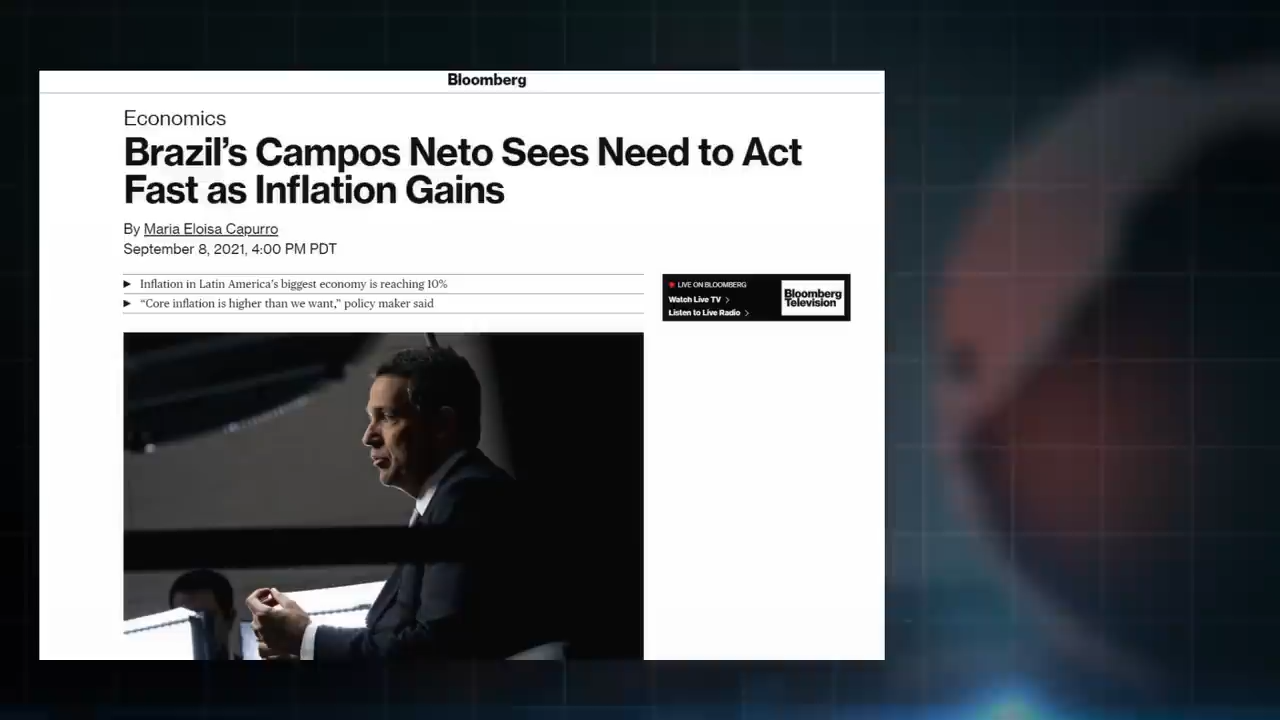 Bloomberg
Economics
Brazil’s Campos Neto Sees Need to Act
Fast as Inflation Gains
By Maria Eloisa Capurro
September 8, 2021, 4:00 PM PDT
Inflation in Latin America’s biggest economy is reaching 10%
“Core inflation is higher than we want,” policy maker said
LIVE ON BLOOMBERG
Watch Live TV
Listen to Live Radio
Bloomberg
Television